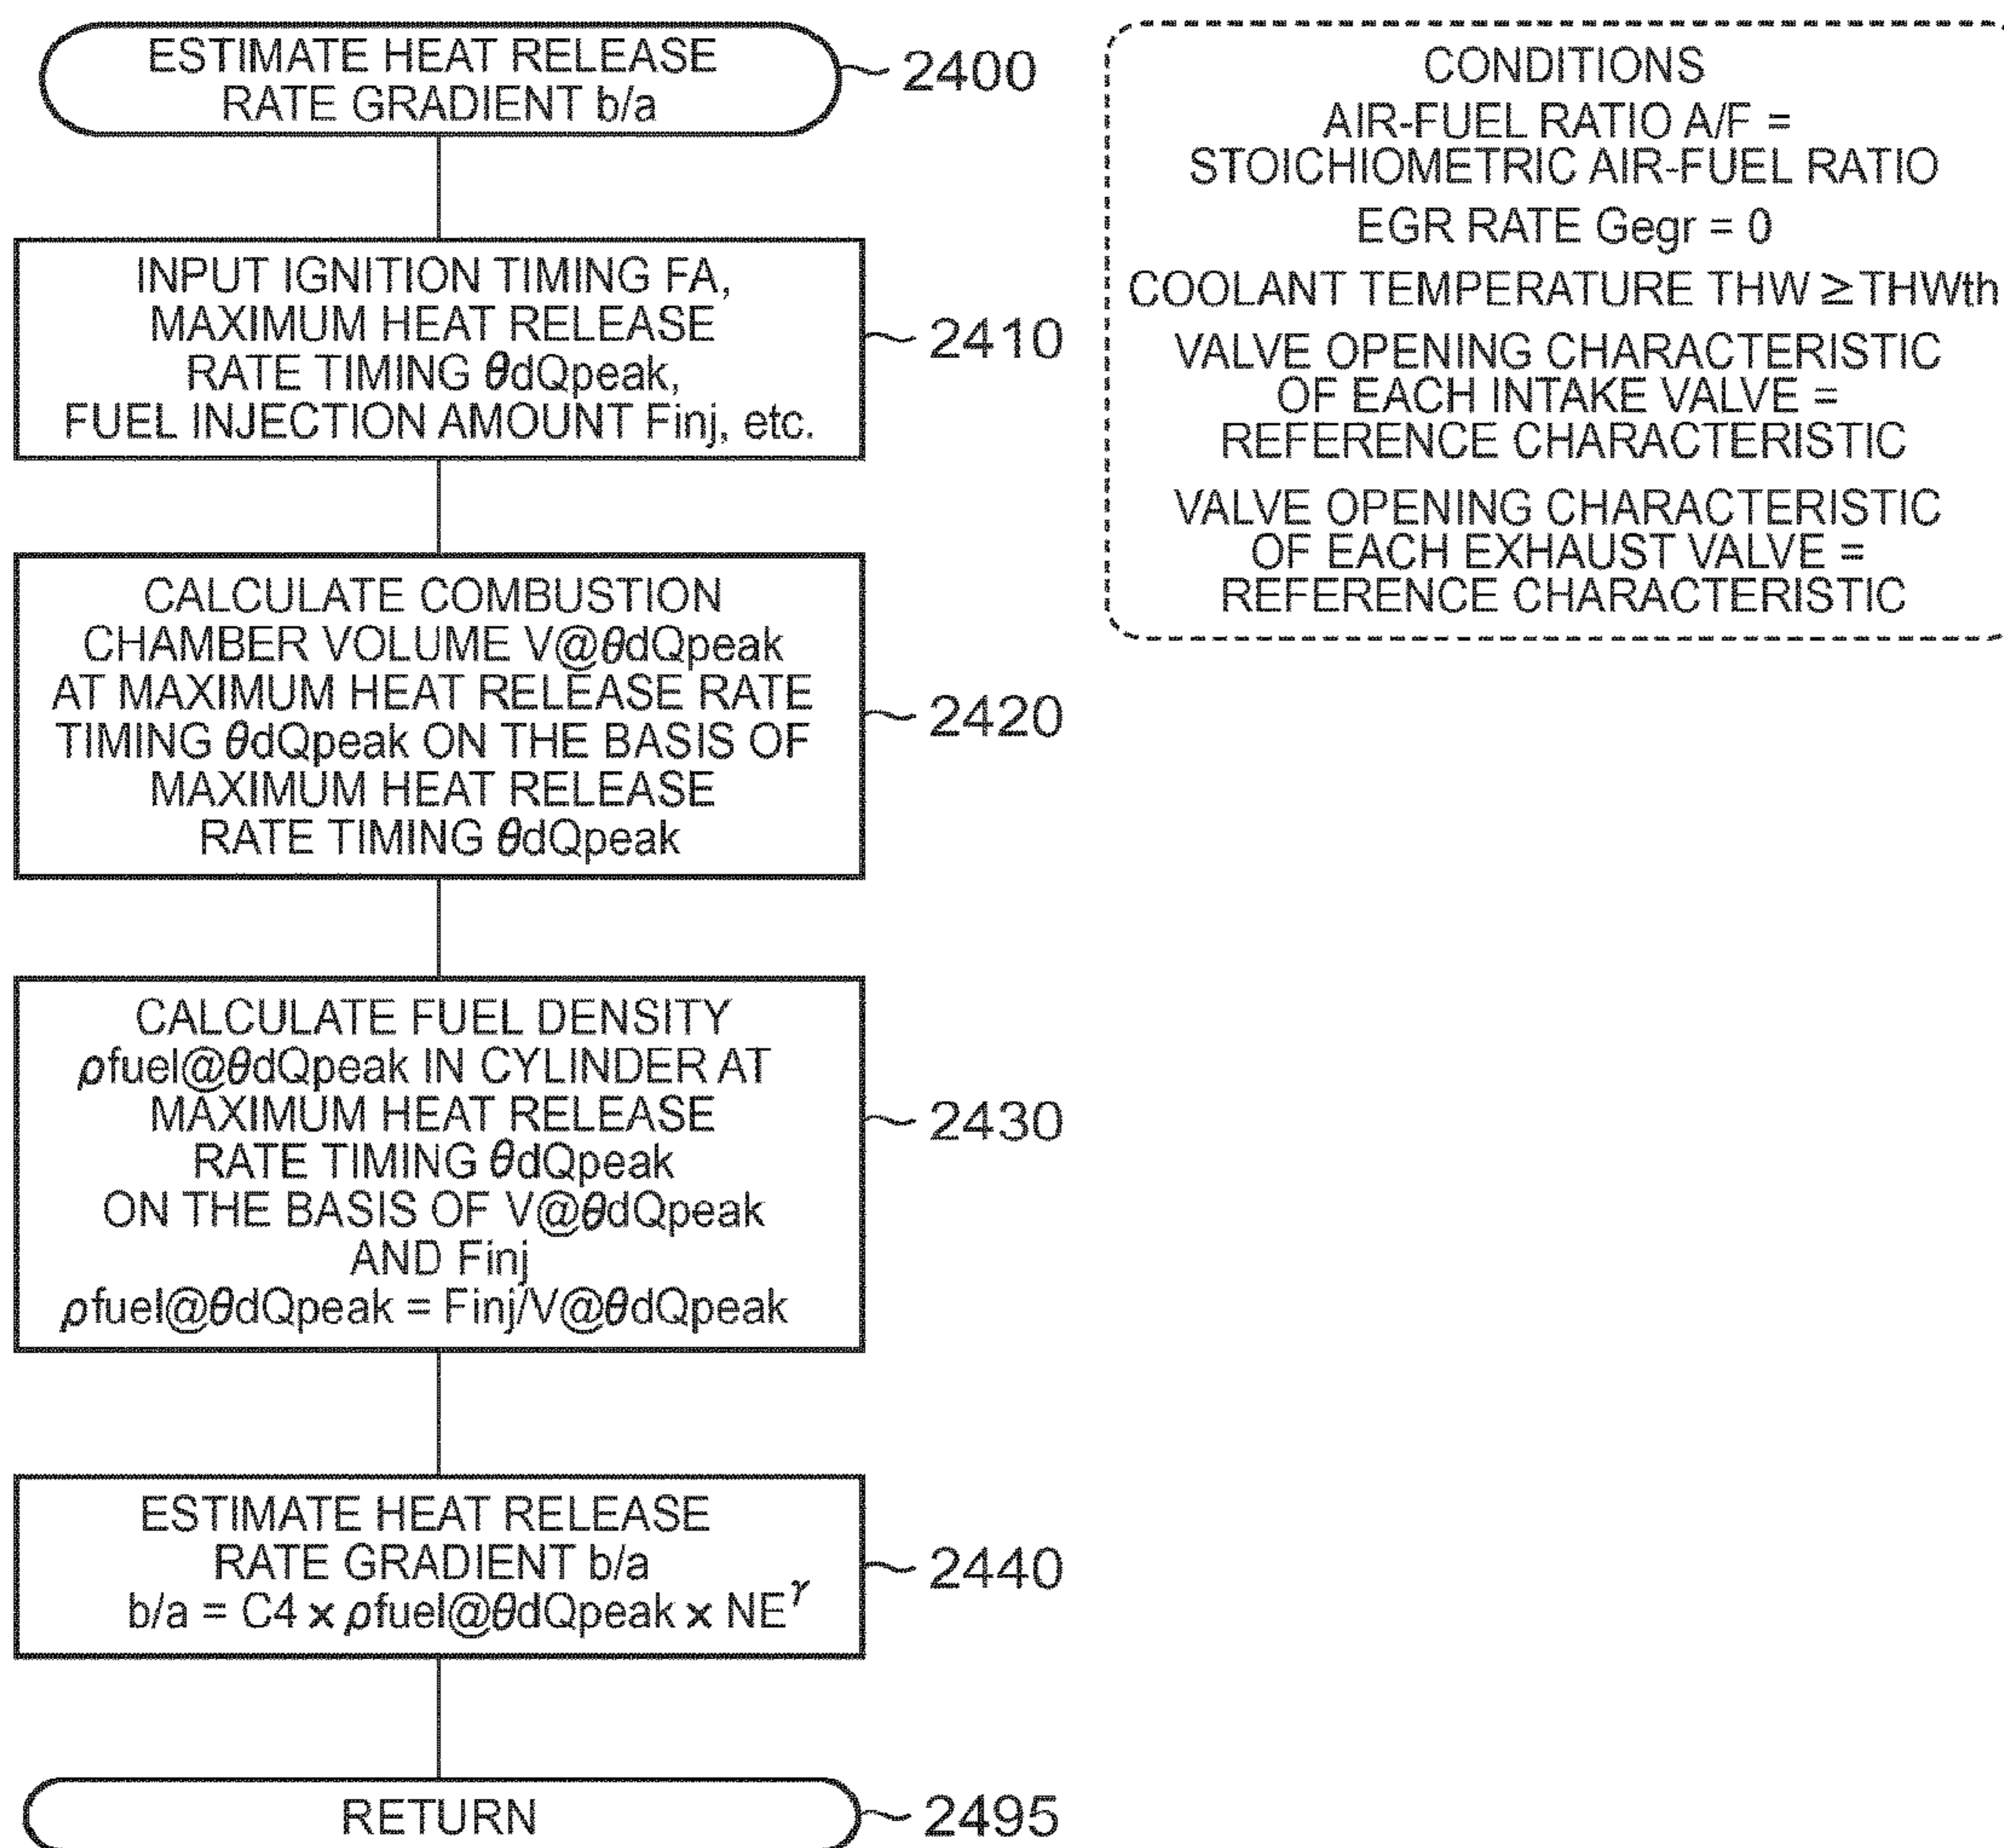 ESTIMATE HEAT RELEASE
RATE GRADIENT b/a
2400
INPUT IGNITION TIMING FA,
MAXIMUM HEAT RELEASE
RATE TIMING θdQpeak,
FUEL INJECTION AMOUNT Finj, etc.
2410
CALCULATE COMBUSTION
CHAMBER VOLUME V@θdQpeak
AT MAXIMUM HEAT RELEASE RATE
TIMING θdQpeak ON THE BASIS OF
MAXIMUM HEAT RELEASE
RATE TIMING θdQpeak
2420
CALCULATE FUEL DENSITY
ρfuel@θdQpeak IN CYLINDER AT
MAXIMUM HEAT RELEASE
RATE TIMING θdQpeak
ON THE BASIS OF V@θdQpeak
AND Finj
ρfuel@θdQpeak = Finj/V@θdQpeak
2430
ESTIMATE HEAT RELEASE
RATE GRADIENT b/a
b/a = C4 × ρfuel@θdQpeak × NE^γ
2440
RETURN
2495
CONDITIONS
AIR-FUEL RATIO A/F =
STOICHIOMETRIC AIR-FUEL RATIO
EGR RATE Gegr = 0
COOLANT TEMPERATURE THW ≥ THWth
VALVE OPENING CHARACTERISTIC
OF EACH INTAKE VALVE =
REFERENCE CHARACTERISTIC
VALVE OPENING CHARACTERISTIC
OF EACH EXHAUST VALVE =
REFERENCE CHARACTERISTIC